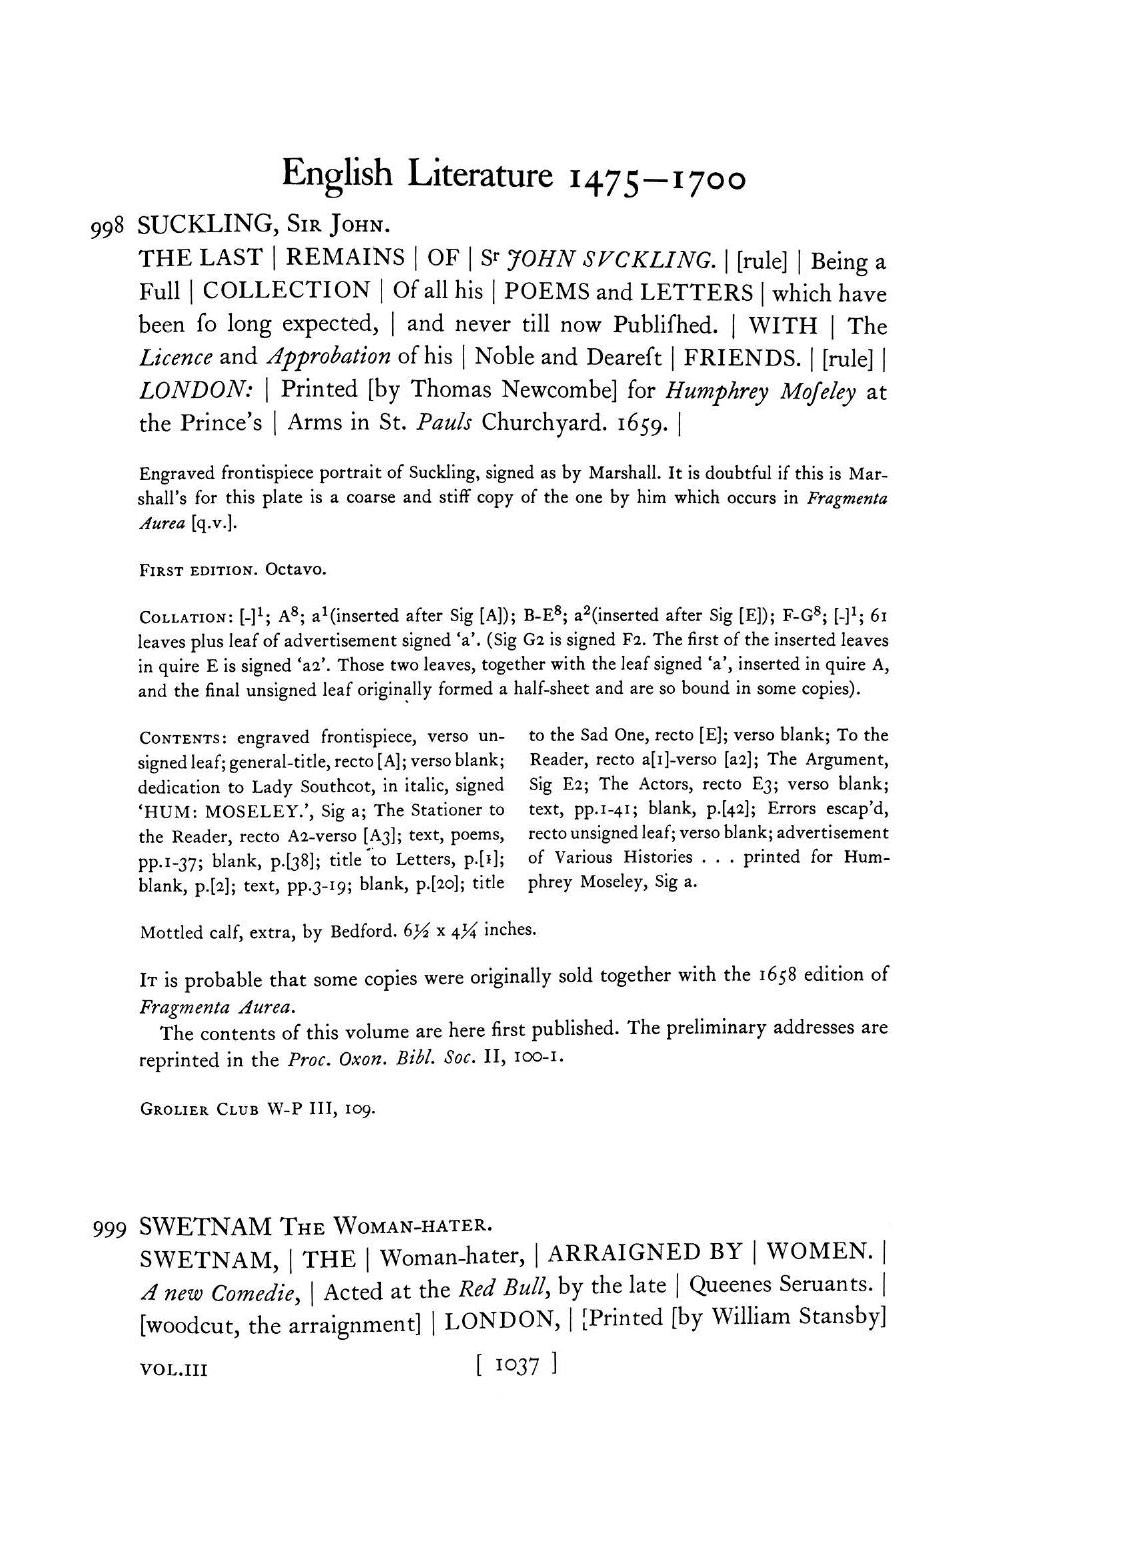 English Literature 1475–1700
998 SUCKLING, SIR JOHN.
THE LAST | REMAINS | OF | Sr JOHN SVCKLING. | [rule] | Being a
Full | COLLECTION | Of all his | POEMS and LETTERS | which have
been ſo long expected, | and never till now Publiſhed. | WITH | The
Licence and Approbation of his | Noble and Deareſt | FRIENDS. | [rule] |
LONDON: | Printed [by Thomas Newcombe] for Humphrey Moſeley at
the Prince's | Arms in St. Pauls Churchyard. 1659. |
Engraved frontispiece portrait of Suckling, signed as by Marshall. It is doubtful if this is Mar-
shall's for this plate is a coarse and stiff copy of the one by him which occurs in Fragmenta
Aurea [q.v.].
FIRST EDITION. Octavo.
COLLATION: [-]¹; A⁸; a¹(inserted after Sig [A]); B-E⁸; a²(inserted after Sig [E]); F-G⁸; [-]¹; 61
leaves plus leaf of advertisement signed 'a'. (Sig G2 is signed F2. The first of the inserted leaves
in quire E is signed 'a2'. Those two leaves, together with the leaf signed 'a', inserted in quire A,
and the final unsigned leaf originally formed a half-sheet and are so bound in some copies).
CONTENTS: engraved frontispiece, verso un-
signed leaf; general-title, recto [A]; verso blank;
dedication to Lady Southcot, in italic, signed
'HUM: MOSELEY.', Sig a; The Stationer to
the Reader, recto A2-verso [A3]; text, poems,
pp.1-37; blank, p.[38]; title to Letters, p.[1];
blank, p.[2]; text, pp.3-19; blank, p.[20]; title
to the Sad One, recto [E]; verso blank; To the
Reader, recto a[1]-verso [a2]; The Argument,
Sig E2; The Actors, recto E3; verso blank;
text, pp.1-41; blank, p.[42]; Errors escap'd,
recto unsigned leaf; verso blank; advertisement
of Various Histories . . . printed for Hum-
phrey Moseley, Sig a.
Mottled calf, extra, by Bedford. 6½ x 4¼ inches.
IT is probable that some copies were originally sold together with the 1658 edition of
Fragmenta Aurea.
The contents of this volume are here first published. The preliminary addresses are
reprinted in the Proc. Oxon. Bibl. Soc. II, 100-1.
GROLIER CLUB W-P III, 109.
999 SWETNAM THE WOMAN-HATER.
SWETNAM, | THE | Woman-hater, | ARRAIGNED BY | WOMEN. |
A new Comedie, | Acted at the Red Bull, by the late | Queenes Seruants. |
[woodcut, the arraignment] | LONDON, | [Printed [by William Stansby]
VOL.III
[ 1037 ]